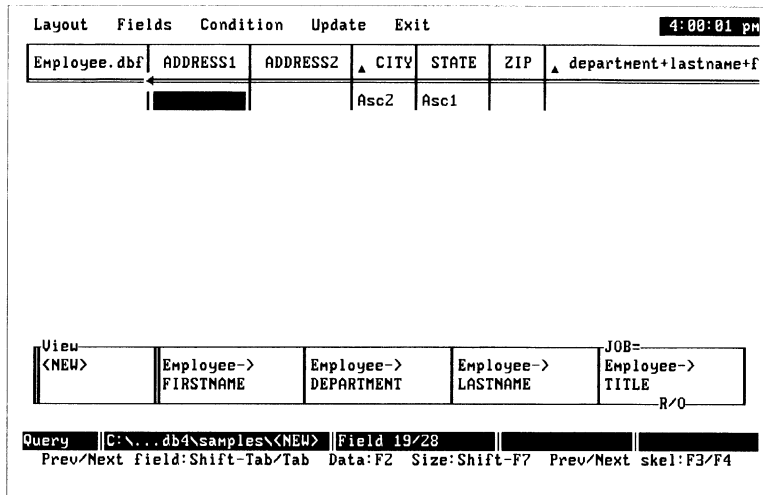 Layout Fields Condition Update Exit 4:00:01 pm
Employee.dbf ADDRESS1 ADDRESS2 ▲ CITY STATE ZIP ▲ department+lastname+f
Asc2 Asc1
View JOB=
<NEW> Employee-> Employee-> Employee-> Employee->
FIRSTNAME DEPARTMENT LASTNAME TITLE
R/O
Query C:\...db4\samples\<NEW> Field 19/28
Prev/Next field:Shift-Tab/Tab Data:F2 Size:Shift-F7 Prev/Next skel:F3/F4